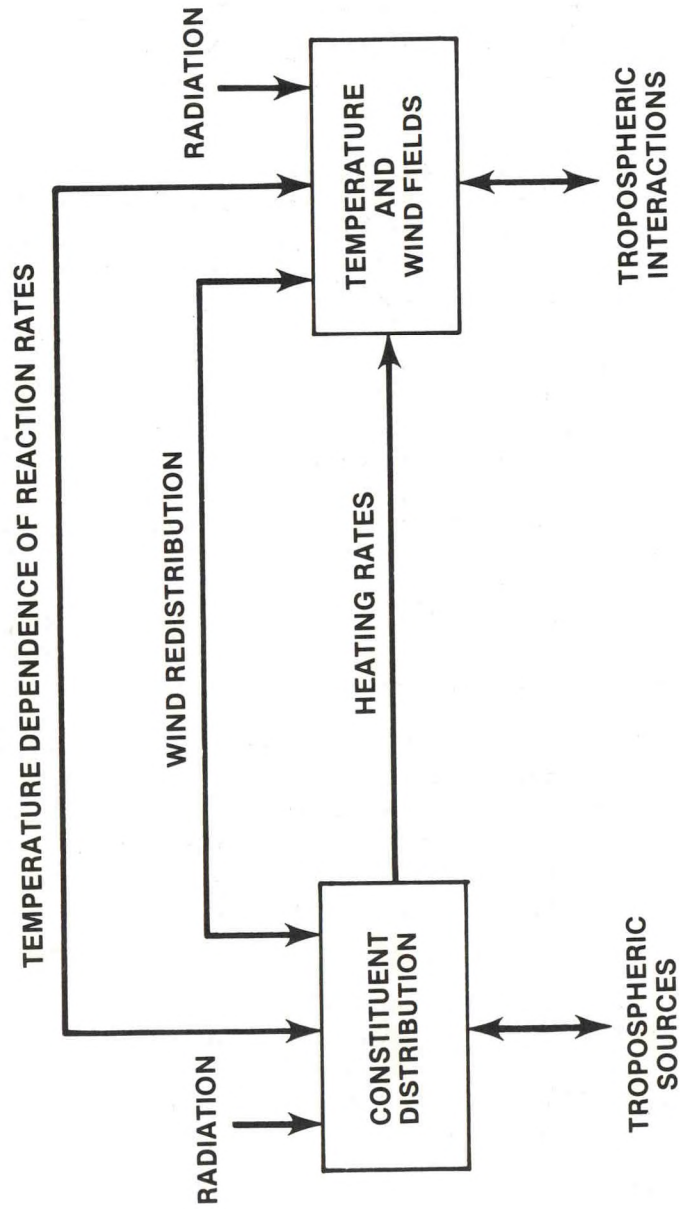 TEMPERATURE DEPENDENCE OF REACTION RATES
WIND REDISTRIBUTION
RADIATION
RADIATION
CONSTITUENT
DISTRIBUTION
HEATING RATES
TEMPERATURE
AND
WIND FIELDS
TROPOSPHERIC
SOURCES
TROPOSPHERIC
INTERACTIONS